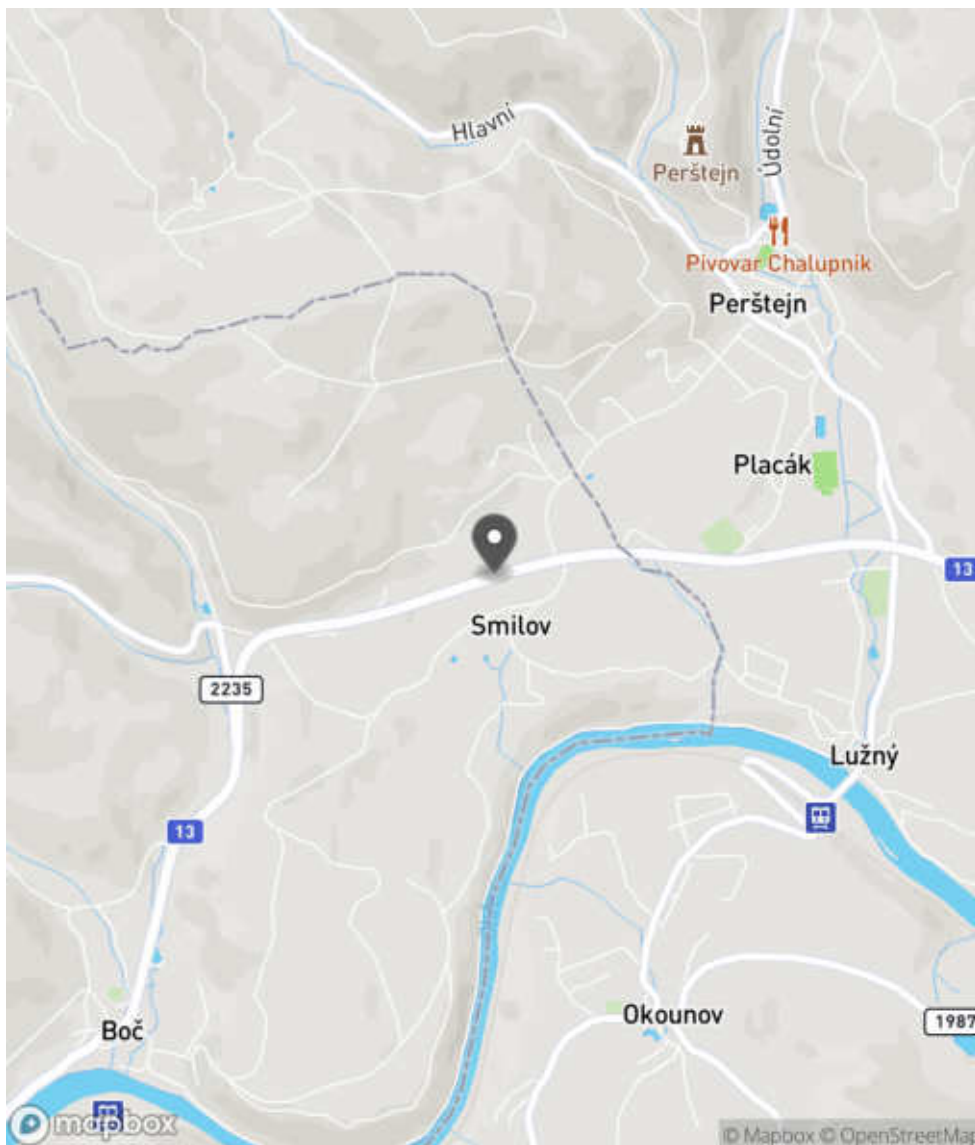 Hlavní
Údolní
Perštejn
Pivovar Chalupník
Perštejn
Placák
13
Smilov
2235
Lužný
13
Okounov
1987
Boč
mapbox
© Mapbox © OpenStreetMap